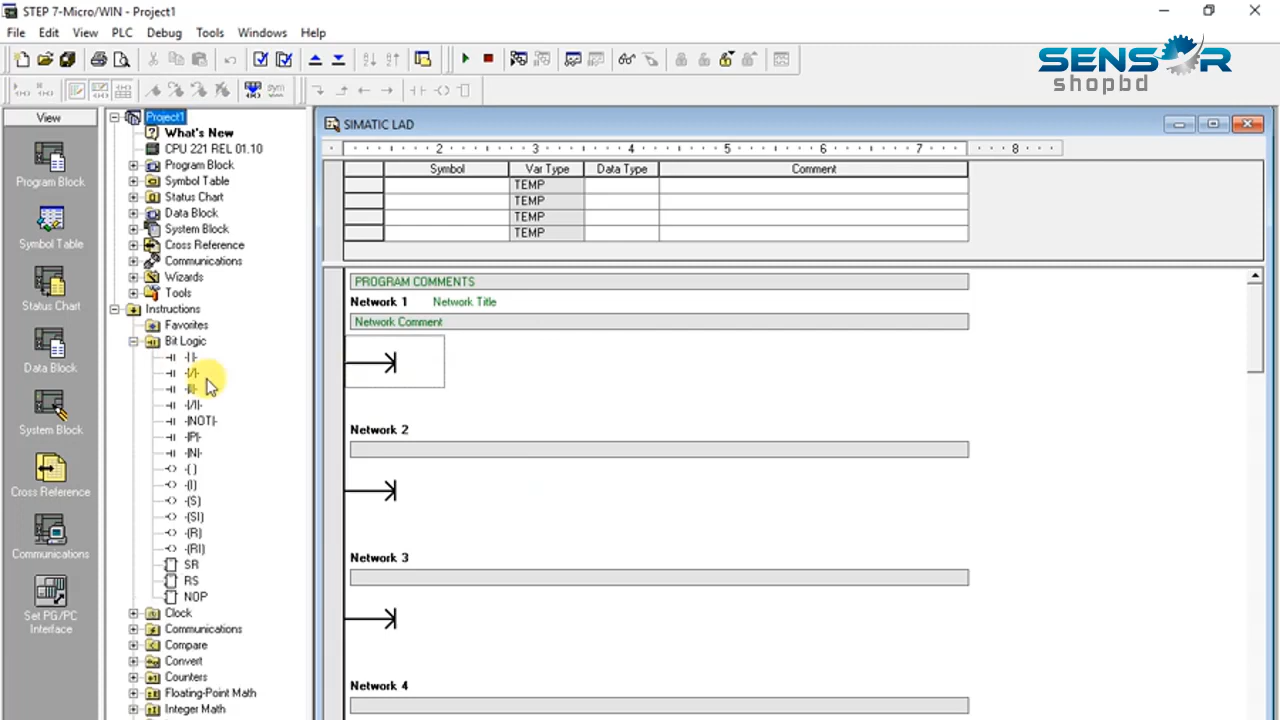 STEP 7-Micro/WIN - Project1
File Edit View PLC Debug Tools Windows Help
SENSOR
shopbd
View
Program Block
Symbol Table
Status Chart
Data Block
System Block
Cross Reference
Communications
Set PG/PC
Interface
Project1
What's New
CPU 221 REL 01.10
Program Block
Symbol Table
Status Chart
Data Block
System Block
Cross Reference
Communications
Wizards
Tools
Instructions
Favorites
Bit Logic
-| |-
-|/|-
-|I|-
-|/I|-
-|NOT|-
-|P|-
-|N|-
-( )
-(I)
-(S)
-(SI)
-(R)
-(RI)
SR
RS
NOP
Clock
Communications
Compare
Convert
Counters
Floating-Point Math
Integer Math
SIMATIC LAD
2 3 4 5 6 7 8
Symbol Var Type Data Type Comment
TEMP
TEMP
TEMP
TEMP
PROGRAM COMMENTS
Network 1 Network Title
Network Comment
Network 2
Network 3
Network 4